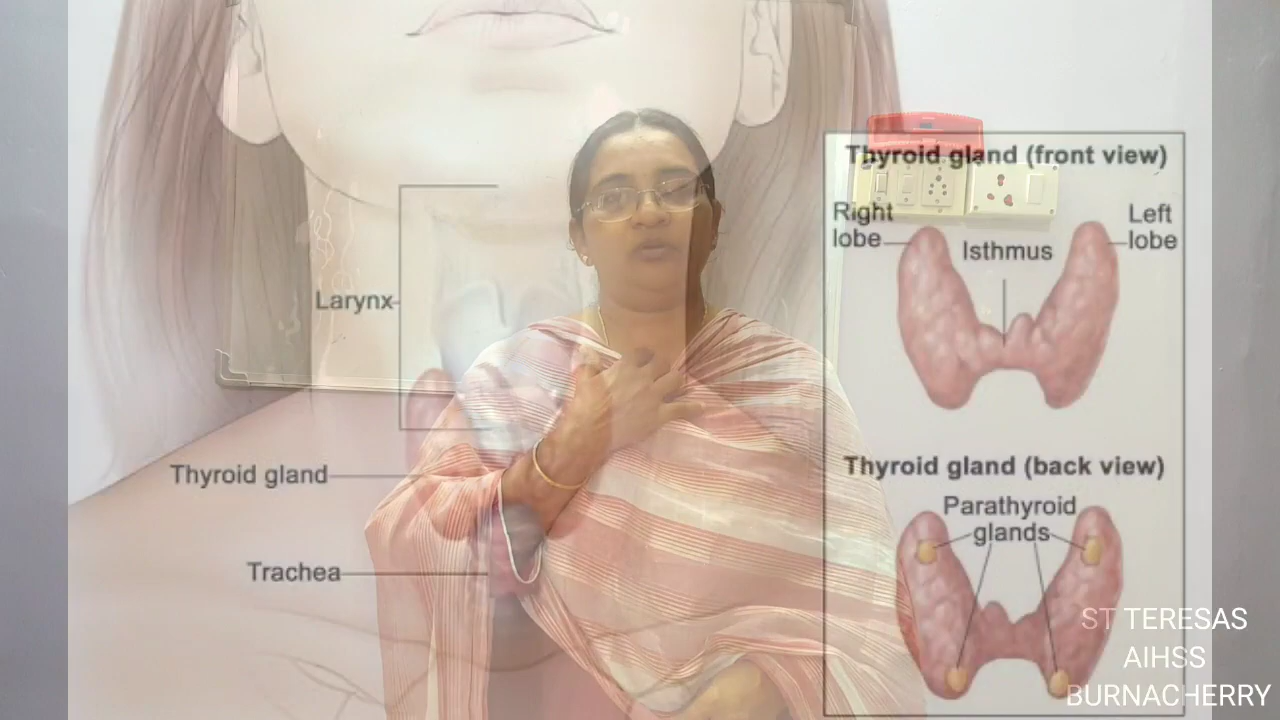 Larynx
Thyroid gland
Trachea
Thyroid gland (front view)
Right
lobe
Left
lobe
Isthmus
Thyroid gland (back view)
Parathyroid
glands
ST TERESAS
AIHSS
BURNACHERRY